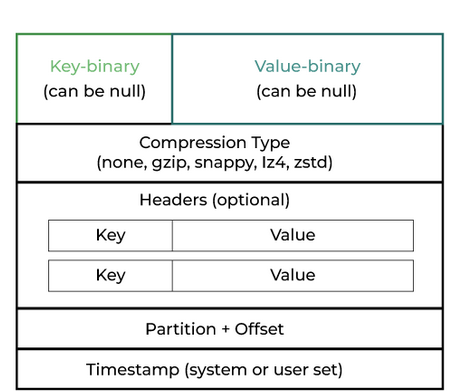 Key-binary
(can be null)
Value-binary
(can be null)
Compression Type
(none, gzip, snappy, lz4, zstd)
Headers (optional)
Key Value
Key Value
Partition + Offset
Timestamp (system or user set)